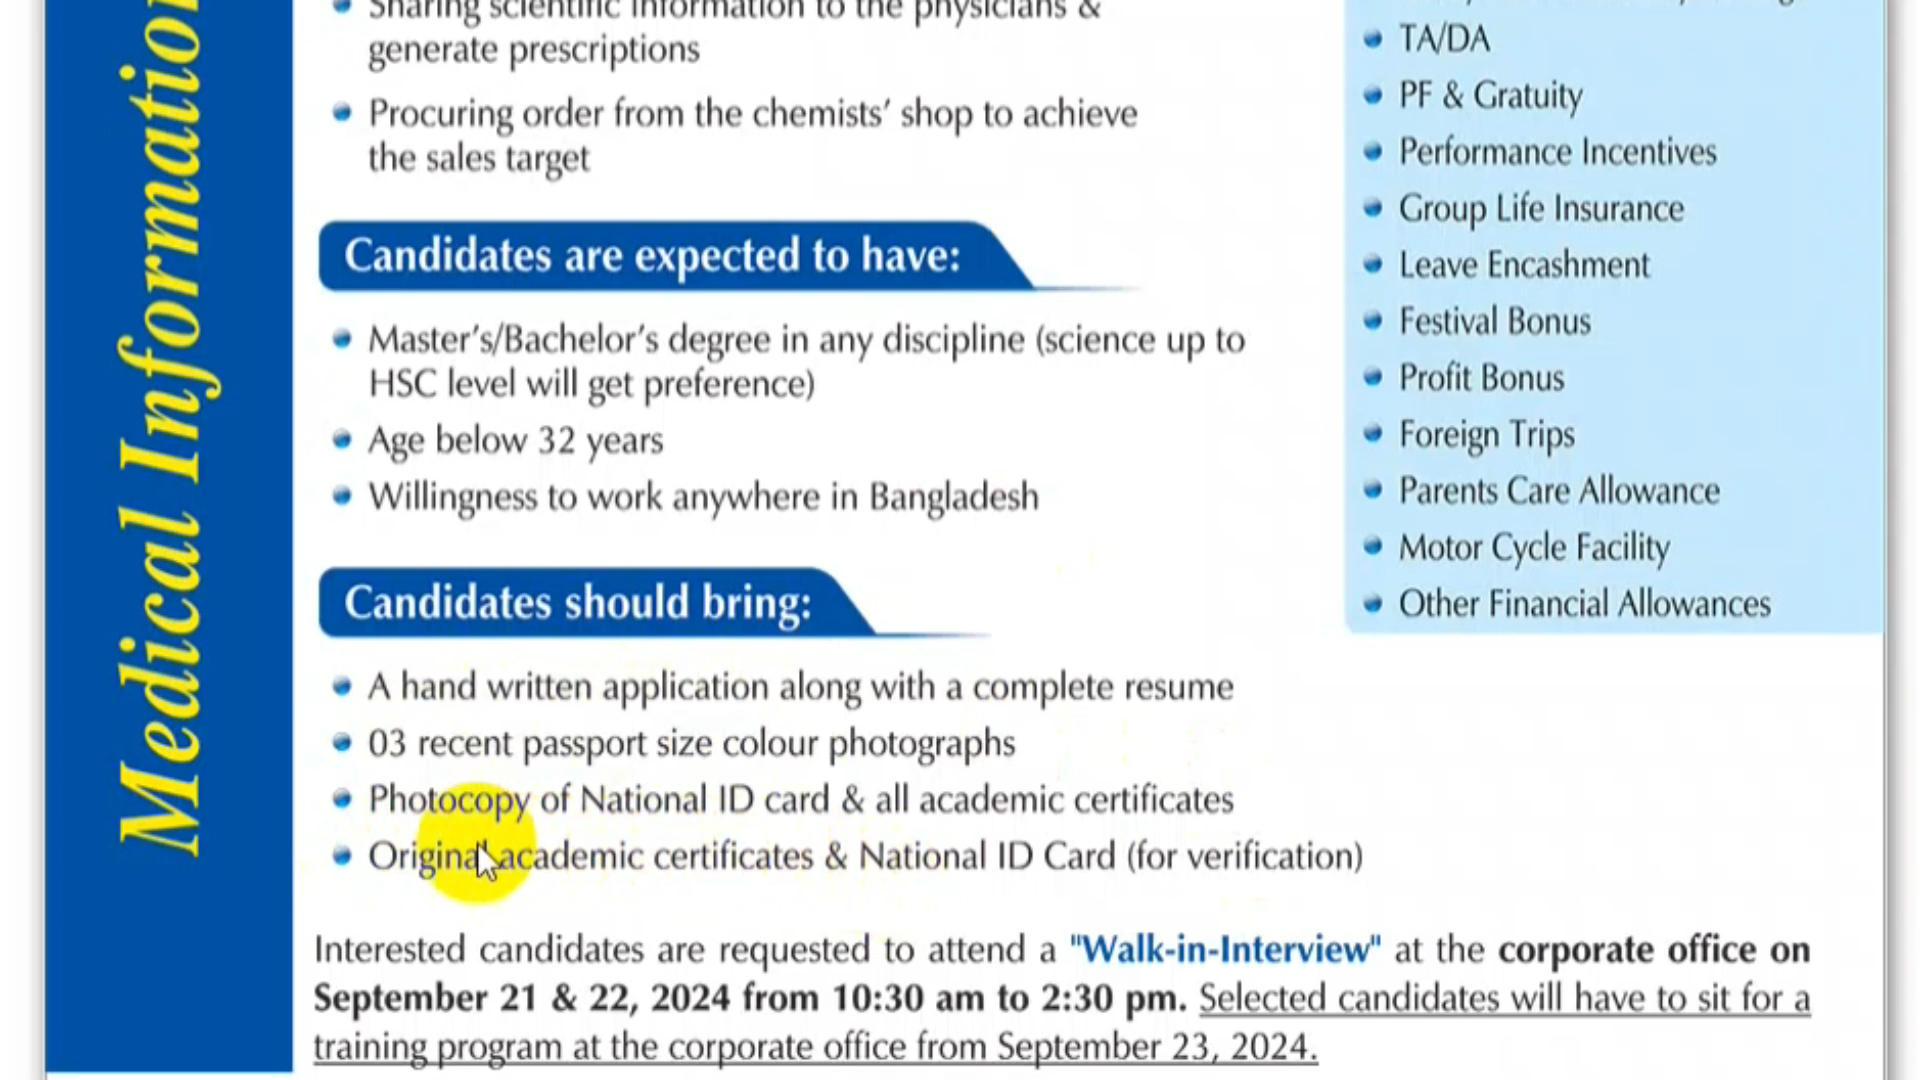 Medical Information
Sharing scientific information to the physicians &
generate prescriptions
Procuring order from the chemists' shop to achieve
the sales target
Candidates are expected to have:
Master's/Bachelor's degree in any discipline (science up to
HSC level will get preference)
Age below 32 years
Willingness to work anywhere in Bangladesh
Candidates should bring:
A hand written application along with a complete resume
03 recent passport size colour photographs
Photocopy of National ID card & all academic certificates
Original academic certificates & National ID Card (for verification)
TA/DA
PF & Gratuity
Performance Incentives
Group Life Insurance
Leave Encashment
Festival Bonus
Profit Bonus
Foreign Trips
Parents Care Allowance
Motor Cycle Facility
Other Financial Allowances
Interested candidates are requested to attend a "Walk-in-Interview" at the corporate office on
September 21 & 22, 2024 from 10:30 am to 2:30 pm. Selected candidates will have to sit for a
training program at the corporate office from September 23, 2024.